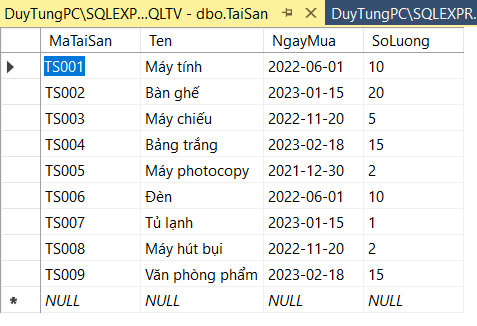 DuyTungPC\SQLEXP...QLTV - dbo.TaiSan DuyTungPC\SQLEXPR
MaTaiSan Ten NgayMua SoLuong
TS001 Máy tính 2022-06-01 10
TS002 Bàn ghế 2023-01-15 20
TS003 Máy chiếu 2022-11-20 5
TS004 Bảng trắng 2023-02-18 15
TS005 Máy photocopy 2021-12-30 2
TS006 Đèn 2022-06-01 10
TS007 Tủ lạnh 2023-01-15 1
TS008 Máy hút bụi 2022-11-20 2
TS009 Văn phòng phẩm 2023-02-18 15
NULL NULL NULL NULL